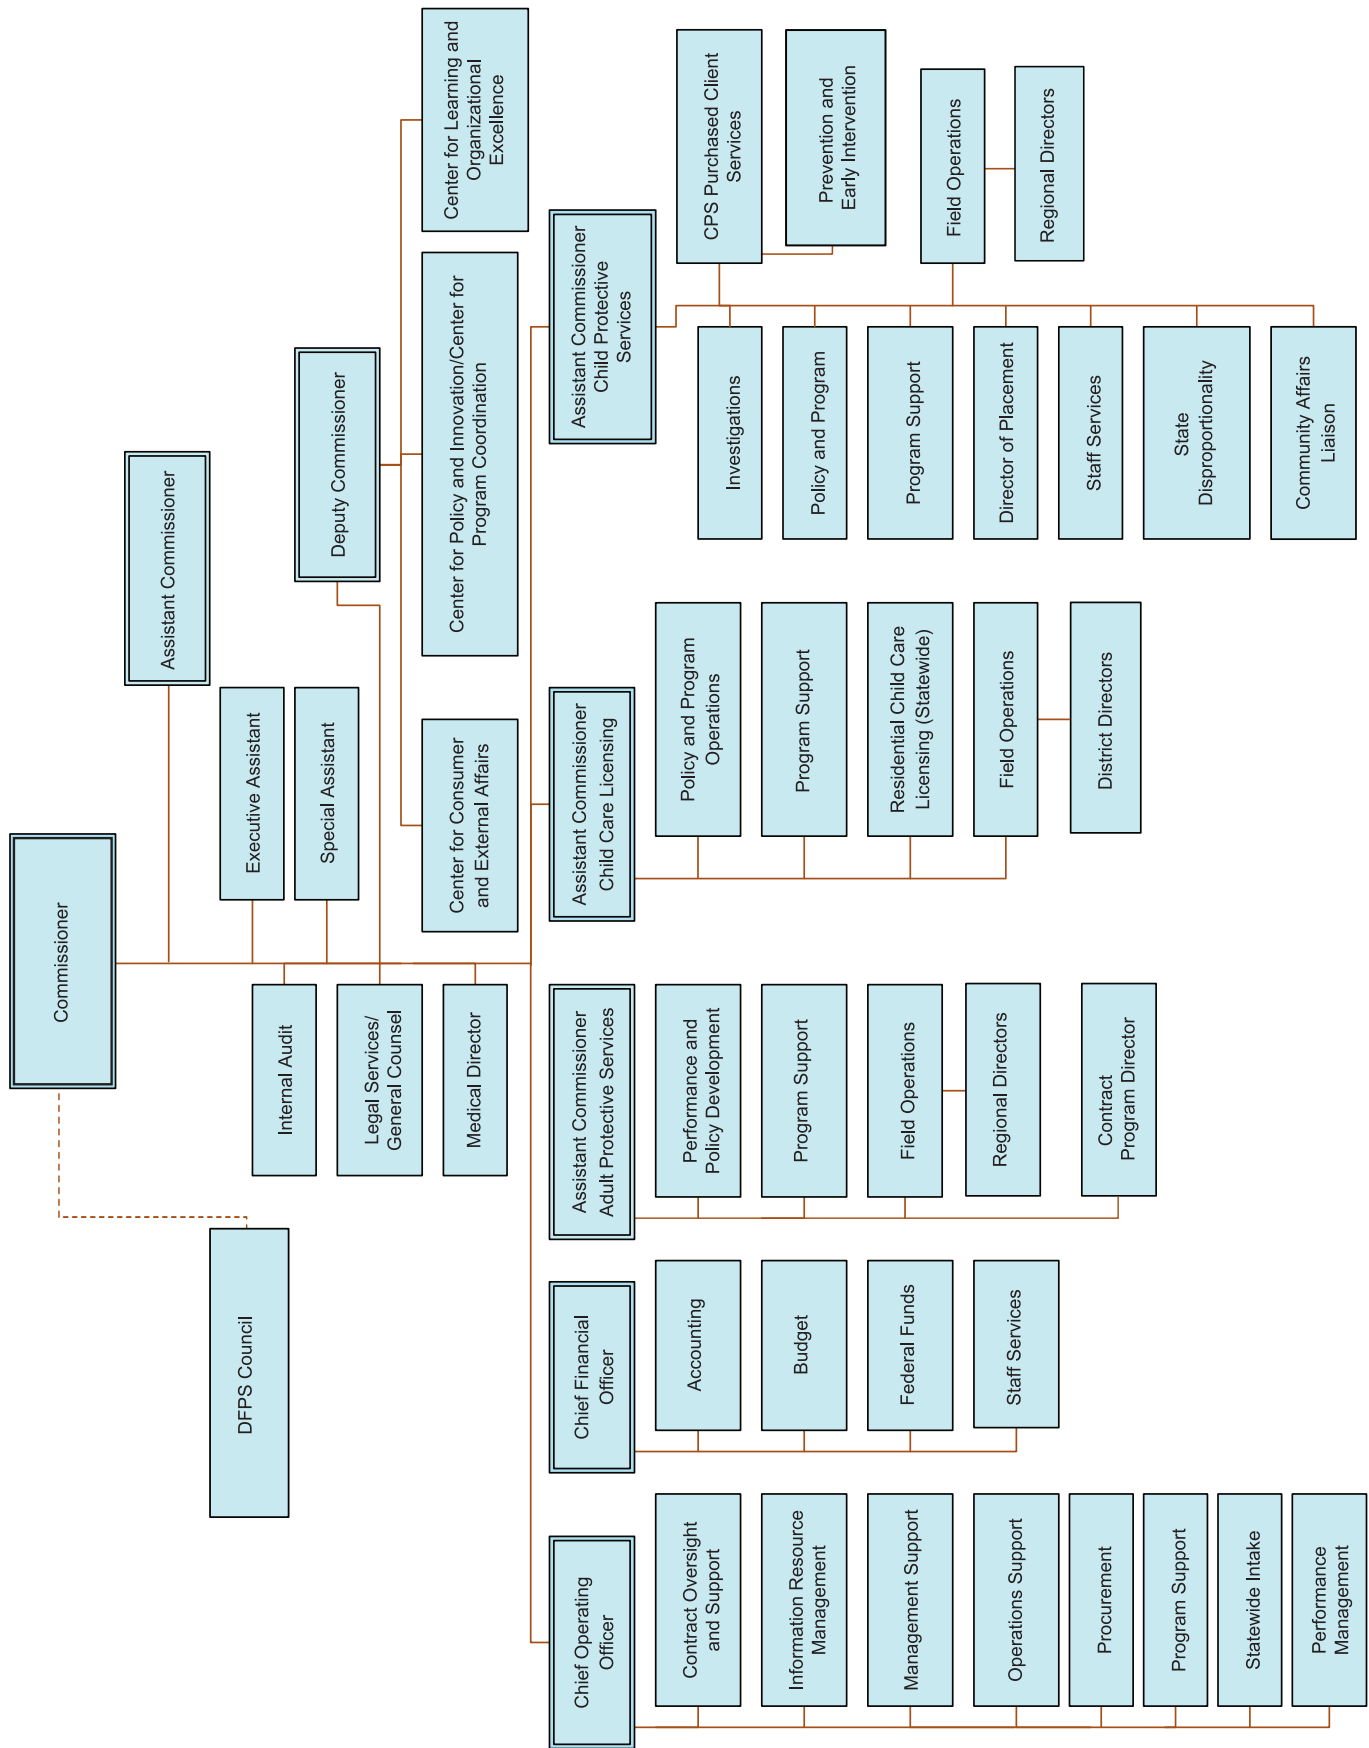 Commissioner
DFPS Council
Assistant Commissioner
Executive Assistant
Special Assistant
Internal Audit
Legal Services/
General Counsel
Medical Director
Deputy Commissioner
Center for Consumer
and External Affairs
Center for Policy and Innovation/Center for
Program Coordination
Center for Learning and
Organizational
Excellence
Chief Operating
Officer
Contract Oversight
and Support
Information Resource
Management
Management Support
Operations Support
Procurement
Program Support
Statewide Intake
Performance
Management
Chief Financial
Officer
Accounting
Budget
Federal Funds
Staff Services
Assistant Commissioner
Adult Protective Services
Performance and
Policy Development
Program Support
Field Operations
Regional Directors
Contract
Program Director
Assistant Commissioner
Child Care Licensing
Policy and Program
Operations
Program Support
Residential Child Care
Licensing (Statewide)
Field Operations
District Directors
Assistant Commissioner
Child Protective
Services
Investigations
Policy and Program
Program Support
Director of Placement
Staff Services
State
Disproportionality
Community Affairs
Liaison
CPS Purchased Client
Services
Prevention and
Early Intervention
Field Operations
Regional Directors